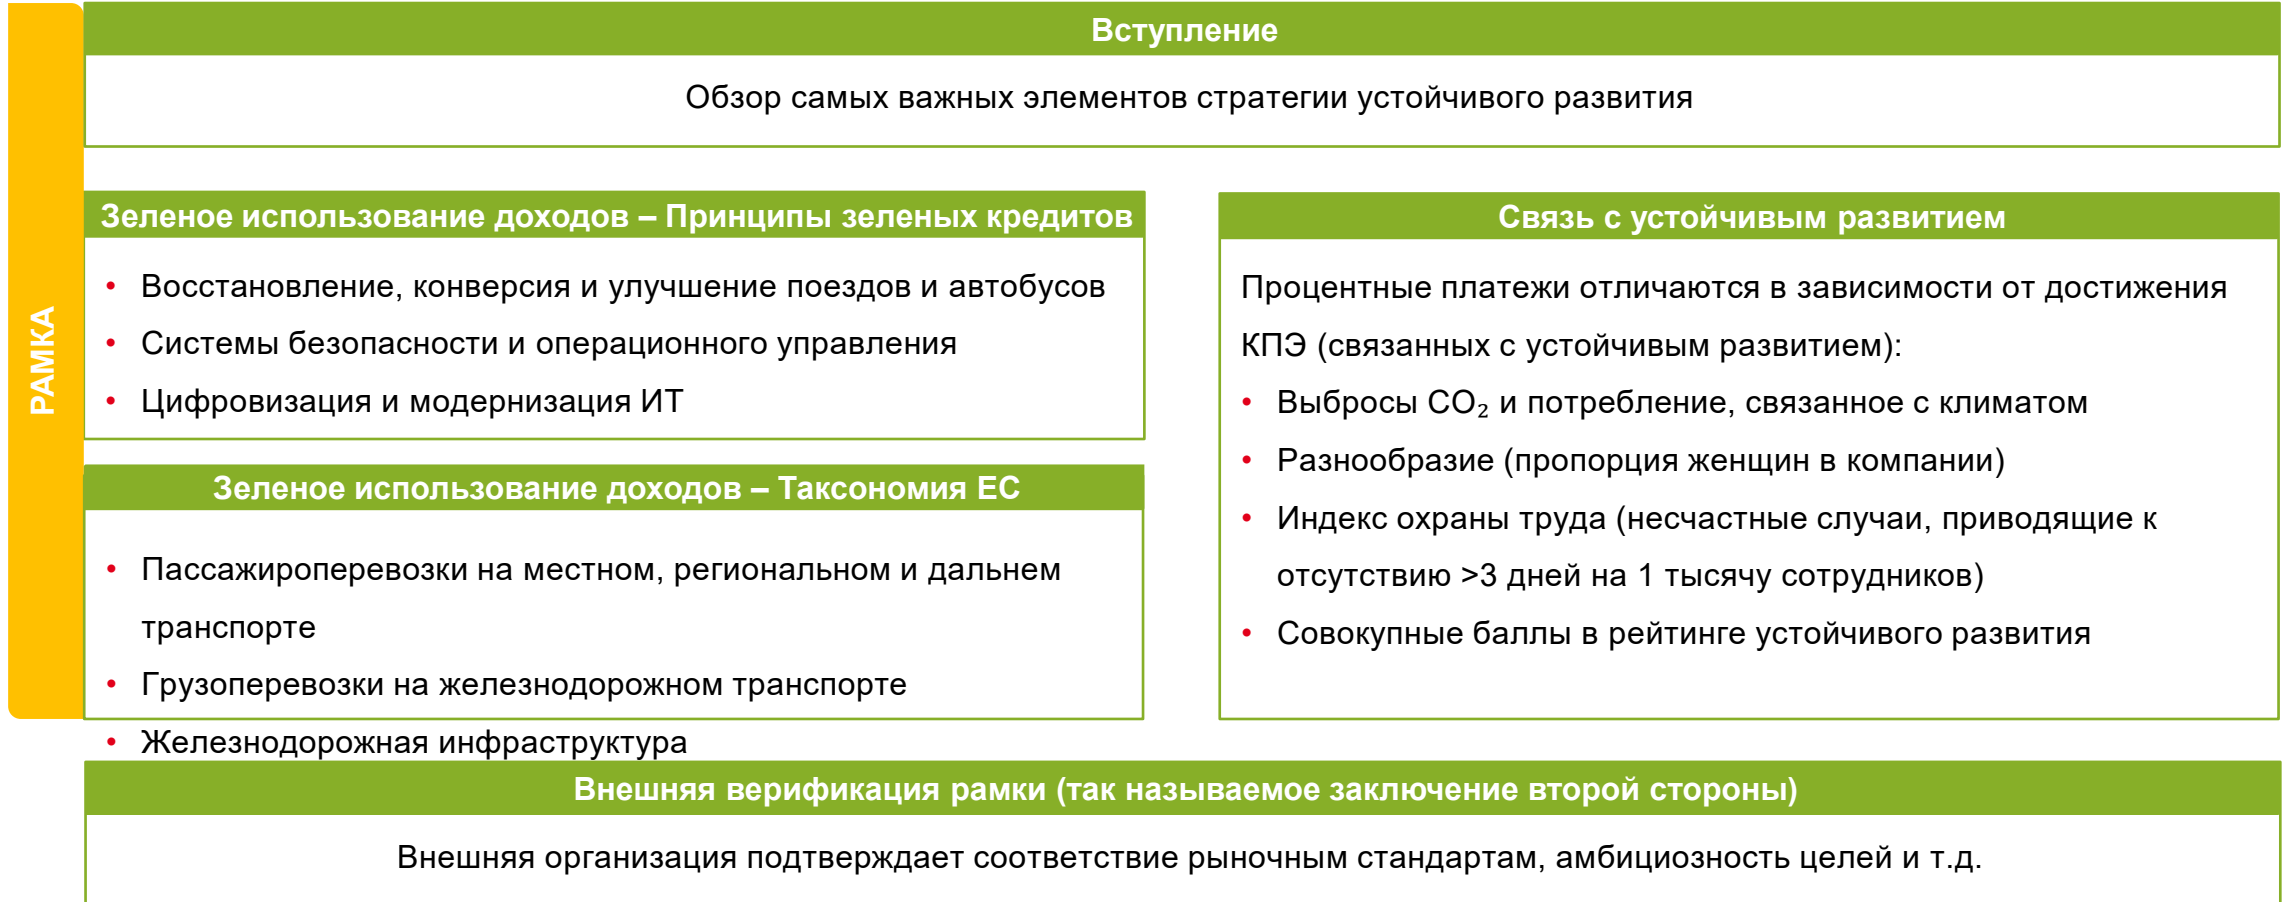 РАМКА
Вступление
Обзор самых важных элементов стратегии устойчивого развития
Зеленое использование доходов – Принципы зеленых кредитов
• Восстановление, конверсия и улучшение поездов и автобусов
• Системы безопасности и операционного управления
• Цифровизация и модернизация ИТ
Зеленое использование доходов – Таксономия ЕС
• Пассажироперевозки на местном, региональном и дальнем
транспорте
• Грузоперевозки на железнодорожном транспорте
• Железнодорожная инфраструктура
Связь с устойчивым развитием
Процентные платежи отличаются в зависимости от достижения
КПЭ (связанных с устойчивым развитием):
• Выбросы CO₂ и потребление, связанное с климатом
• Разнообразие (пропорция женщин в компании)
• Индекс охраны труда (несчастные случаи, приводящие к
отсутствию >3 дней на 1 тысячу сотрудников)
• Совокупные баллы в рейтинге устойчивого развития
Внешняя верификация рамки (так называемое заключение второй стороны)
Внешняя организация подтверждает соответствие рыночным стандартам, амбициозность целей и т.д.